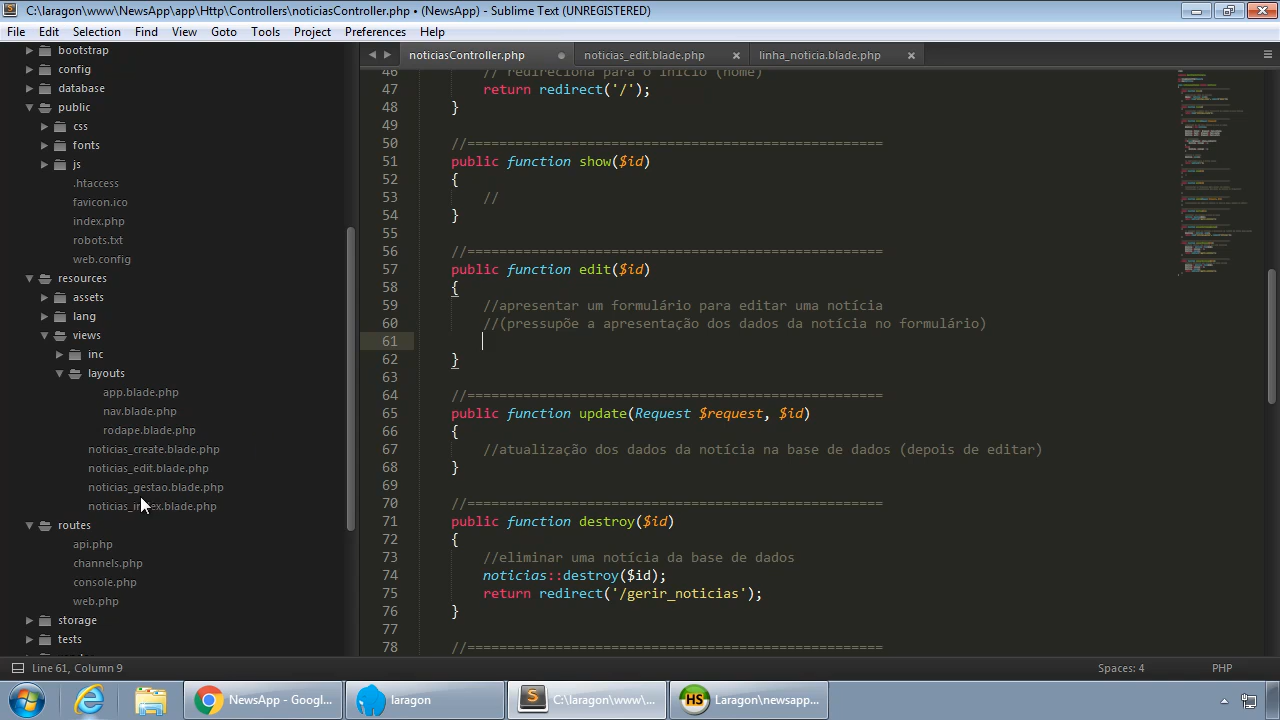 C:\laragon\www\NewsApp\app\Http\Controllers\noticiasController.php • (NewsApp) - Sublime Text (UNREGISTERED)
File Edit Selection Find View Goto Tools Project Preferences Help
bootstrap
config
database
public
css
fonts
js
.htaccess
favicon.ico
index.php
robots.txt
web.config
resources
assets
lang
views
inc
layouts
app.blade.php
nav.blade.php
rodape.blade.php
noticias_create.blade.php
noticias_edit.blade.php
noticias_gestao.blade.php
noticias_index.blade.php
routes
api.php
channels.php
console.php
web.php
storage
tests
noticiasController.php noticias_edit.blade.php linha_noticia.blade.php
46 // redireciona para o inicio (home)
47 return redirect('/');
48 }
49
50 //====================================================
51 public function show($id)
52 {
53 //
54 }
55
56 //====================================================
57 public function edit($id)
58 {
59 //apresentar um formulário para editar uma notícia
60 //(pressupõe a apresentação dos dados da notícia no formulário)
61
62 }
63
64 //====================================================
65 public function update(Request $request, $id)
66 {
67 //atualização dos dados da notícia na base de dados (depois de editar)
68 }
69
70 //====================================================
71 public function destroy($id)
72 {
73 //eliminar uma notícia da base de dados
74 noticias::destroy($id);
75 return redirect('/gerir_noticias');
76 }
77
78 //====================================================
Line 61, Column 9 Spaces: 4 PHP
NewsApp - Googl... laragon C:\laragon\www\... Laragon\newsapp...